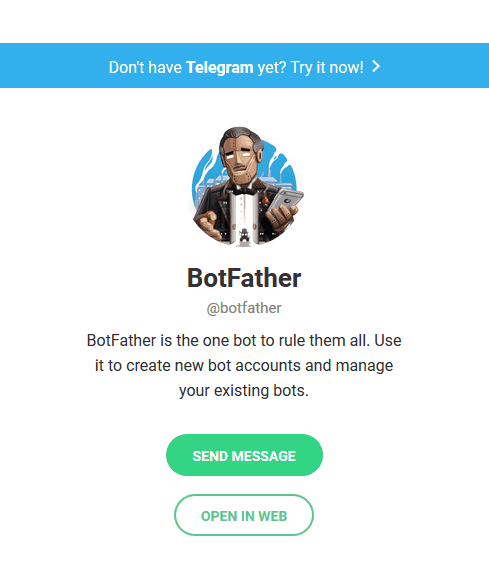 Don't have Telegram yet? Try it now!
BotFather
@botfather
BotFather is the one bot to rule them all. Use
it to create new bot accounts and manage
your existing bots.
SEND MESSAGE
OPEN IN WEB